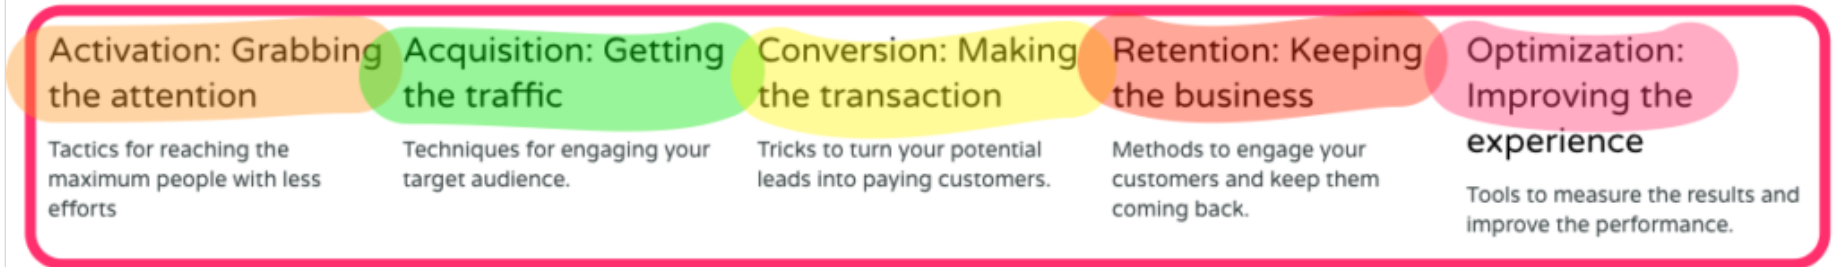 Activation: Grabbing
the attention
Tactics for reaching the
maximum people with less
efforts
Acquisition: Getting
the traffic
Techniques for engaging your
target audience.
Conversion: Making
the transaction
Tricks to turn your potential
leads into paying customers.
Retention: Keeping
the business
Methods to engage your
customers and keep them
coming back.
Optimization:
Improving the
experience
Tools to measure the results and
improve the performance.